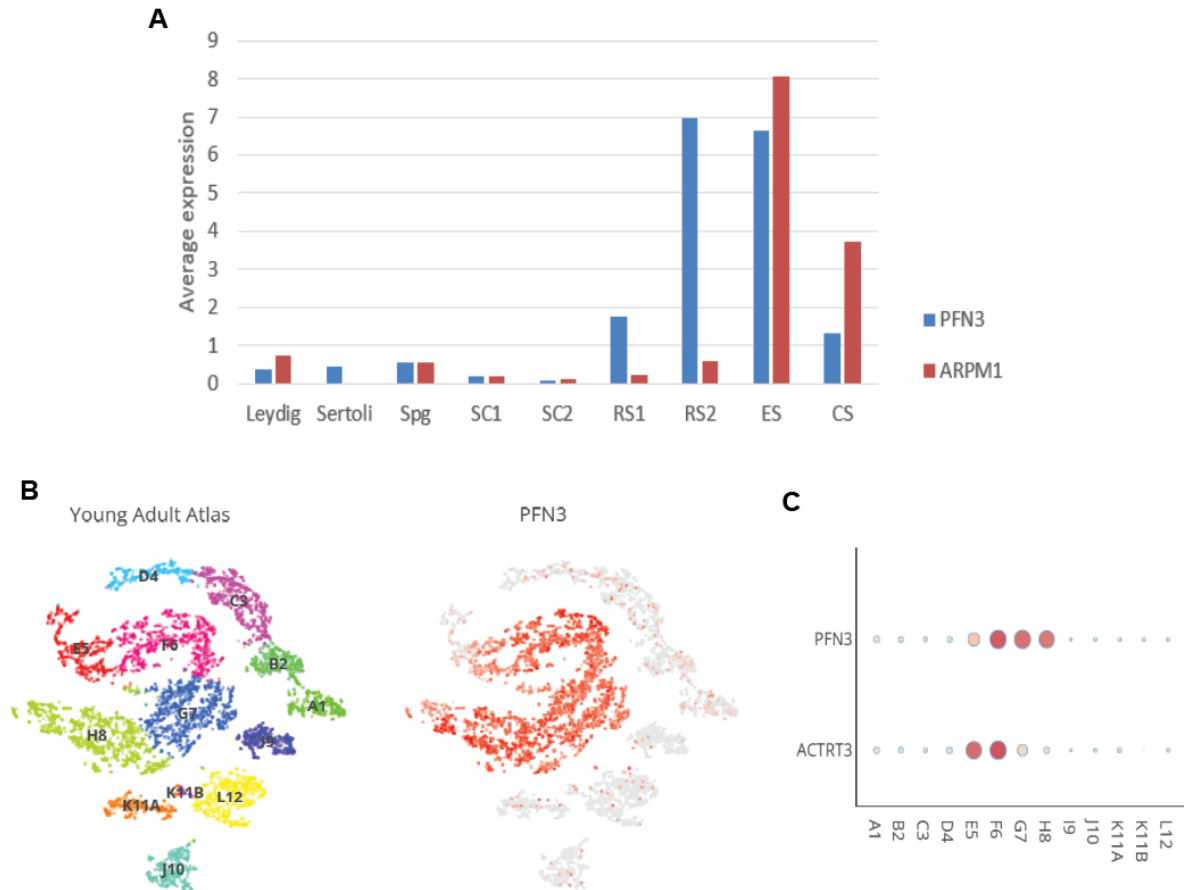 A
9
8
7
6
5
4
3
2
1
0
Average expression
Leydig Sertoli Spg SC1 SC2 RS1 RS2 ES CS
PFN3
ARPM1
B
Young Adult Atlas
D4
C3
E5
F6
B2
G7
A1
H8
J9
K11B
K11A
L12
J10
PFN3
C
PFN3
ACTRT3
A1 B2 C3 D4 E5 F6 G7 H8 I9 J10 K11A K11B L12